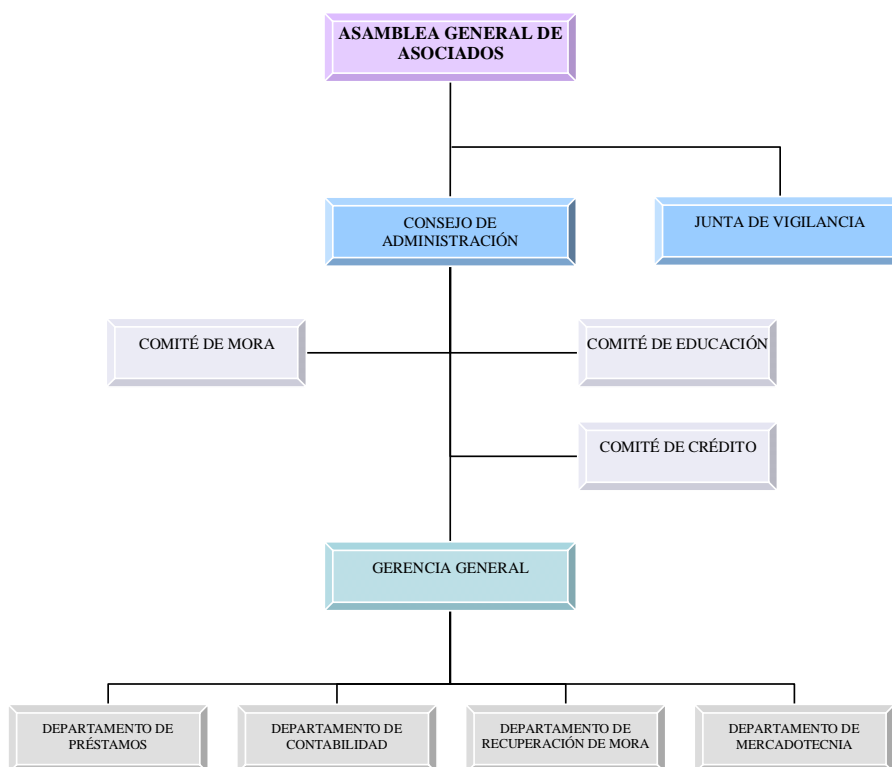 ASAMBLEA GENERAL DE
ASOCIADOS
CONSEJO DE
ADMINISTRACIÓN
JUNTA DE VIGILANCIA
COMITÉ DE MORA
COMITÉ DE EDUCACIÓN
COMITÉ DE CRÉDITO
GERENCIA GENERAL
DEPARTAMENTO DE
PRÉSTAMOS
DEPARTAMENTO DE
CONTABILIDAD
DEPARTAMENTO DE
RECUPERACIÓN DE MORA
DEPARTAMENTO DE
MERCADOTECNIA